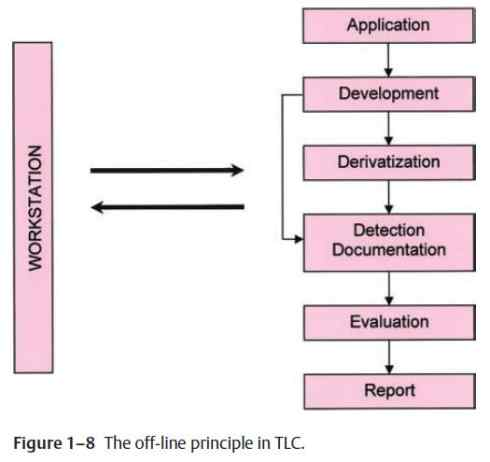 WORKSTATION
Application
Development
Derivatization
Detection
Documentation
Evaluation
Report
Figure 1–8 The off-line principle in TLC.